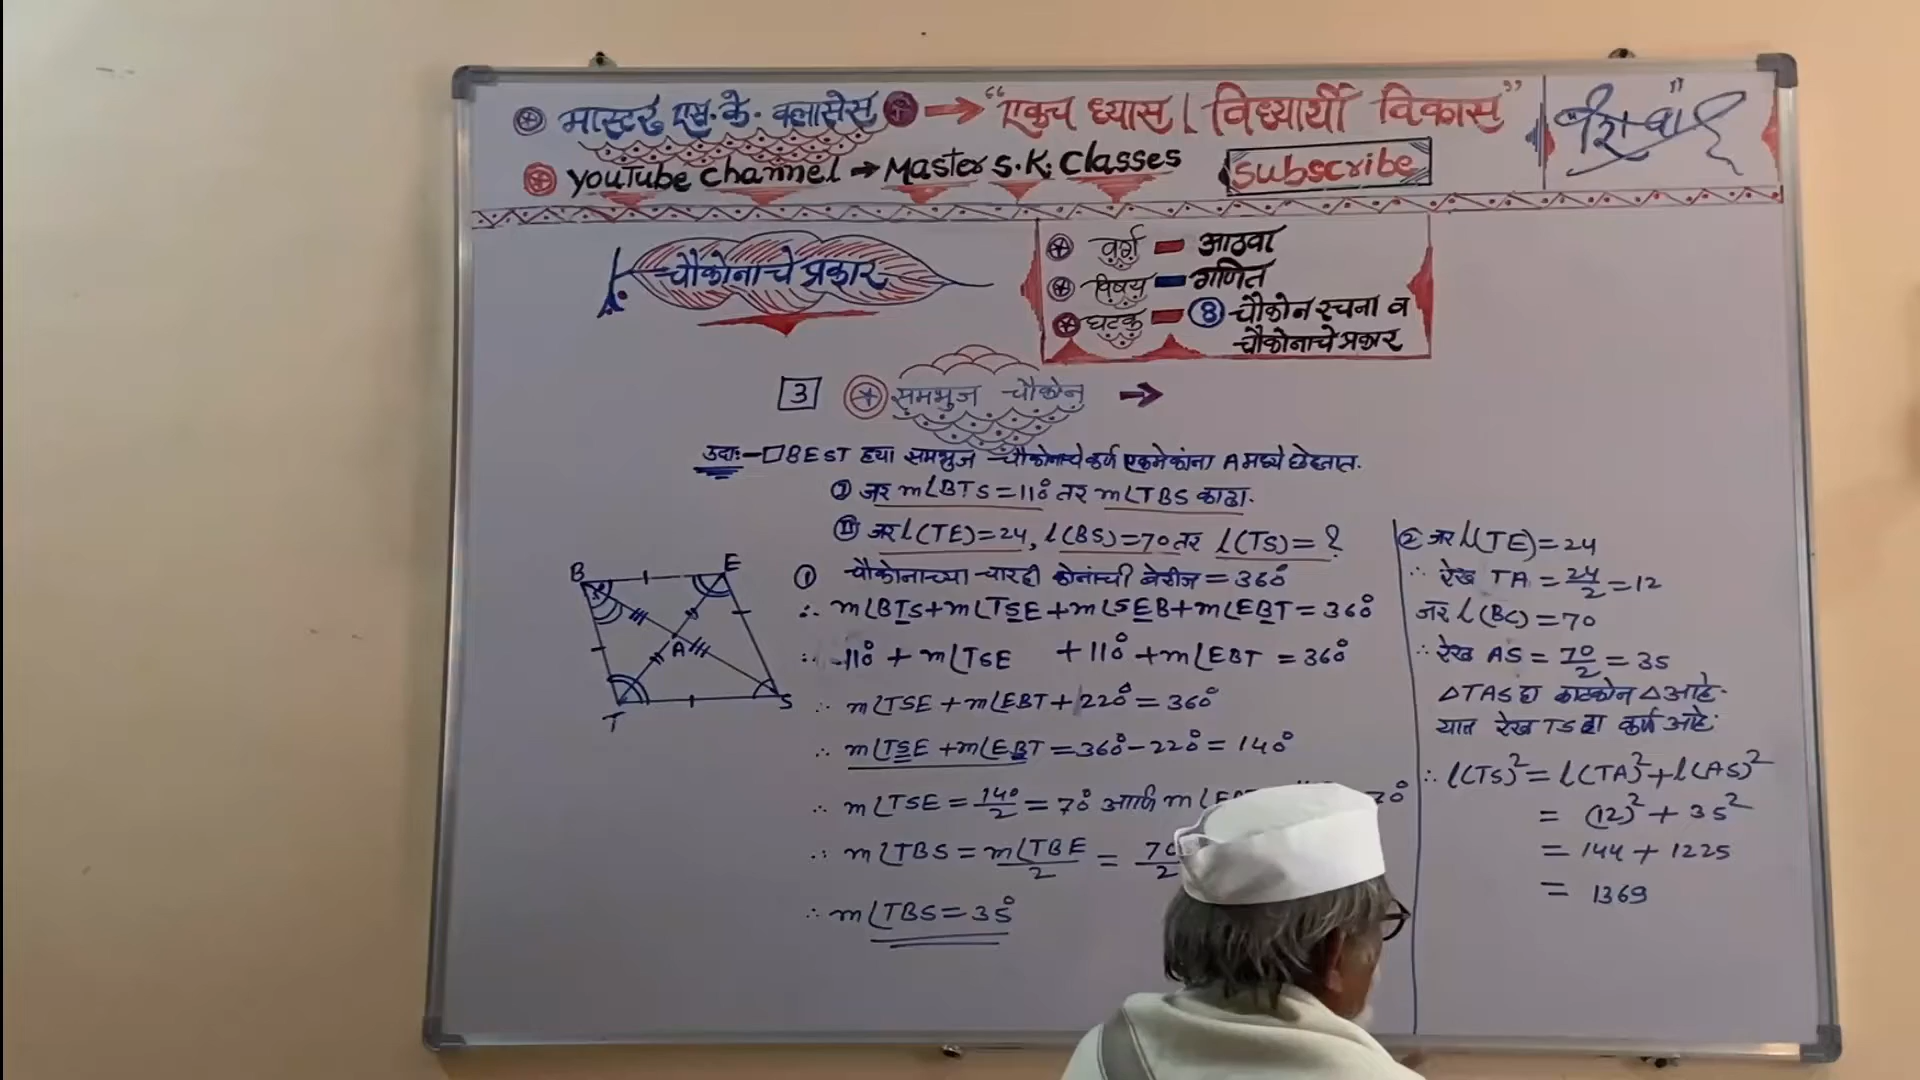 मास्टर एस.के. क्लासेस → "एकच ध्यास। विद्यार्थी विकास"
YouTube Channel → Master S.K. Classes Subscribe
चौकोनाचे प्रकार
वर्ग - आठवा
विषय - गणित
घटक - 8 चौकोन रचना व
चौकोनाचे प्रकार
3 समभुज चौकोन →
उदा:- □BEST ह्या समभुज चौकोनाचे कर्ण एकमेकांना A मध्ये छेदतात.
I जर m∠BTS=110° तर m∠TBS काढा.
II जर l(TE)=24, l(BS)=70 तर l(TS)=?
B E
A
T S
① चौकोनाच्या चारही कोनांची बेरीज = 360°
∴ m∠BTS+m∠TSE+m∠SEB+m∠EBT=360°
∴ 110°+m∠TSE +110°+m∠EBT=360°
∴ m∠TSE+m∠EBT+220°=360°
∴ m∠TSE+m∠EBT=360°-220°=140°
∴ m∠TSE=140/2=70° आणि m∠ 70°
∴ m∠TBS=m∠TBE/2=70/2
∴ m∠TBS=35°
② जर l(TE)=24
∴ रेख TA=24/2=12
जर l(BC)=70
∴ रेख AS=70/2=35
△TAS हा काटकोन △ आहे.
यात रेख TS हा कर्ण आहे.
∴ l(TS)²=l(TA)²+l(AS)²
=(12)²+35²
=144+1225
=1369